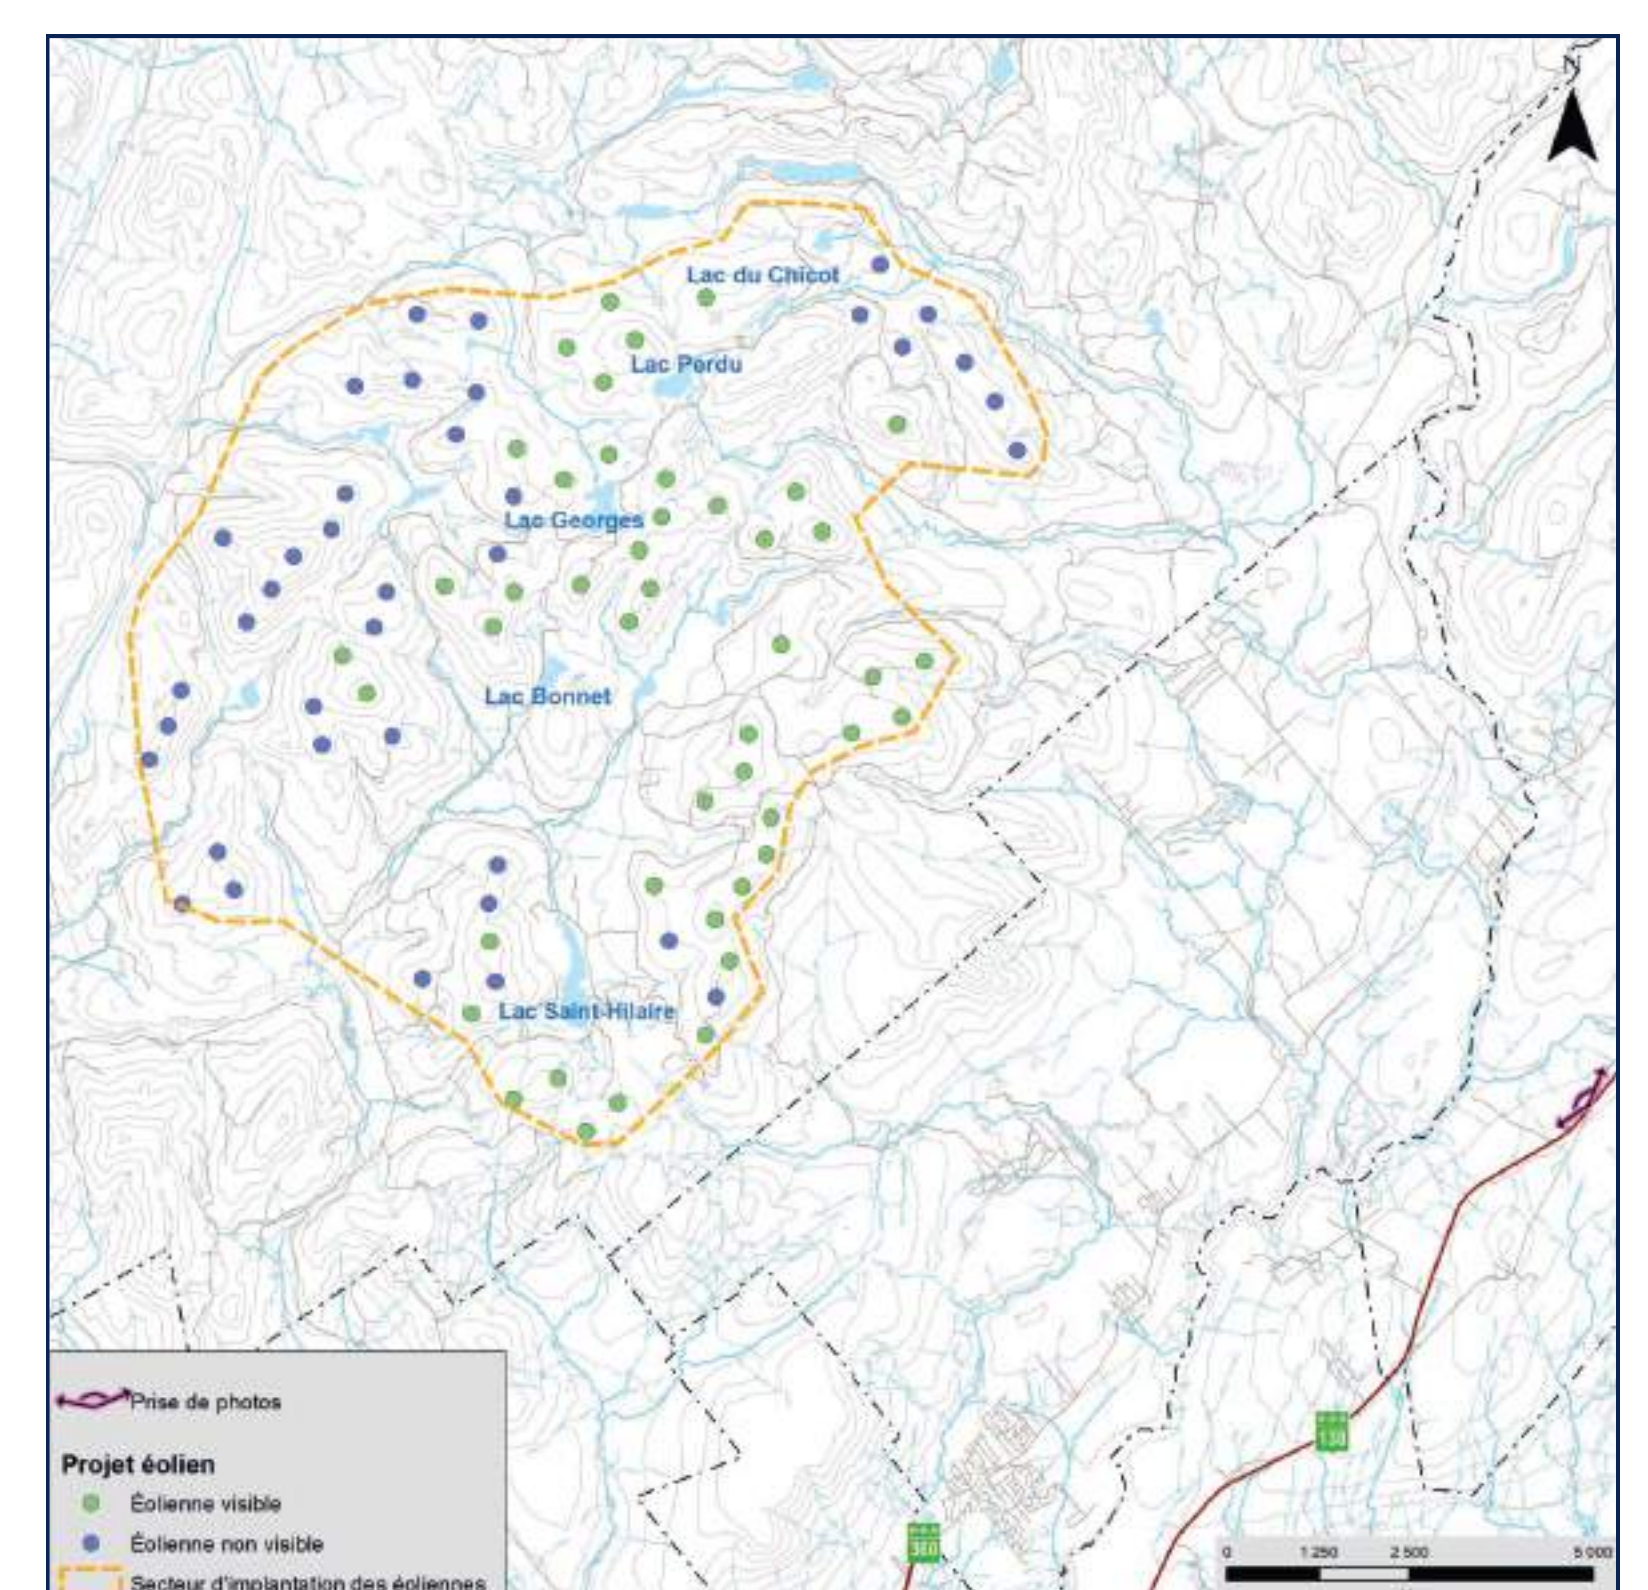 N
Lac du Chicot
Lac Perdu
Lac Georges
Lac Bonnet
Lac Saint-Hilaire
Prise de photos
Projet éolien
Éolienne visible
Éolienne non visible
Secteur d'implantation des éoliennes
138
360
0 1 250 2 500 5 000